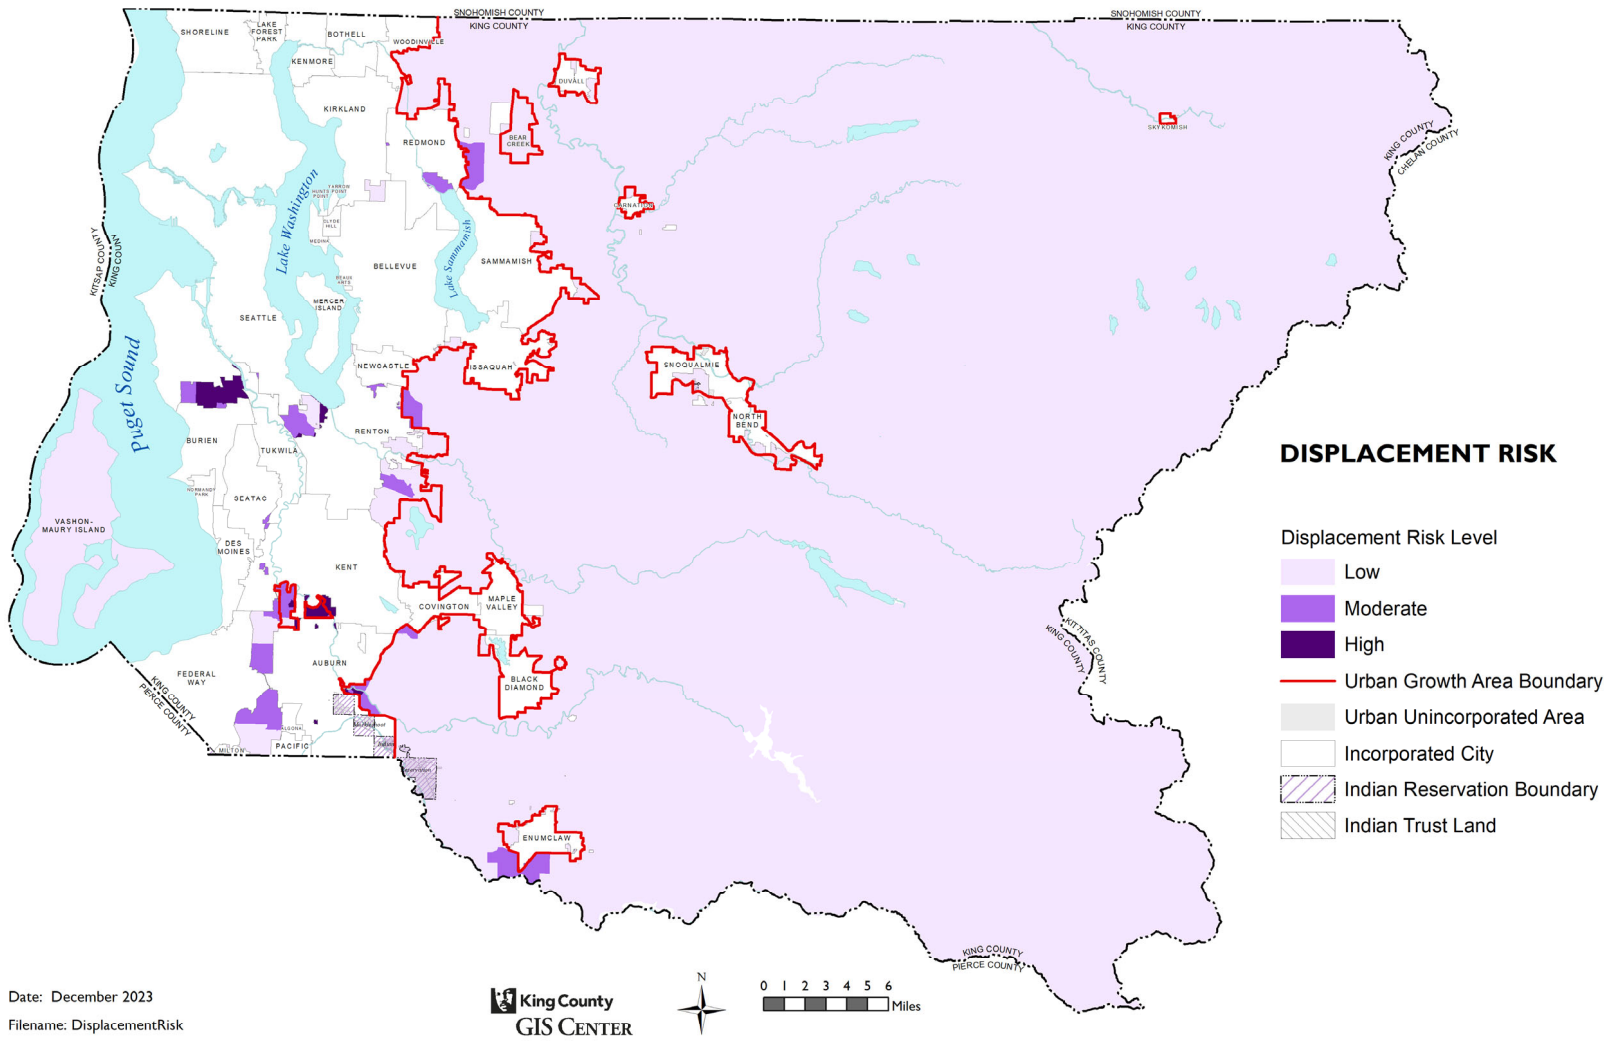 SNOHOMISH COUNTY
KING COUNTY
SNOHOMISH COUNTY
KING COUNTY
SHORELINE
LAKE
FOREST
PARK
BOTHELL
WOODINVILLE
KENMORE
DUVALL
KIRKLAND
SKYKOMISH
KING COUNTY
CHELAN COUNTY
REDMOND
BEAR
CREEK
Lake Washington
YARROW
POINT
HUNTS
POINT
CARNATION
CLYDE
HILL
MEDINA
KITSAP COUNTY
KING COUNTY
BELLEVUE
Lake Sammamish
SAMMAMISH
BEAUX
ARTS
MERCER
ISLAND
SEATTLE
Puget Sound
NEWCASTLE
ISSAQUAH
SNOQUALMIE
NORTH
BEND
BURIEN
RENTON
TUKWILA
NORMANDY
PARK
SEATAC
VASHON-
MAURY ISLAND
DES
MOINES
KENT
COVINGTON
MAPLE
VALLEY
KITTITAS COUNTY
KING COUNTY
AUBURN
FEDERAL
WAY
BLACK
DIAMOND
KING COUNTY
PIERCE COUNTY
ALGONA
MILTON
PACIFIC
Muckleshoot
Indian
Reservation
ENUMCLAW
KING COUNTY
PIERCE COUNTY
DISPLACEMENT RISK
Displacement Risk Level
Low
Moderate
High
Urban Growth Area Boundary
Urban Unincorporated Area
Incorporated City
Indian Reservation Boundary
Indian Trust Land
Date: December 2023
Filename: DisplacementRisk
King County
GIS CENTER
N
0 1 2 3 4 5 6
Miles